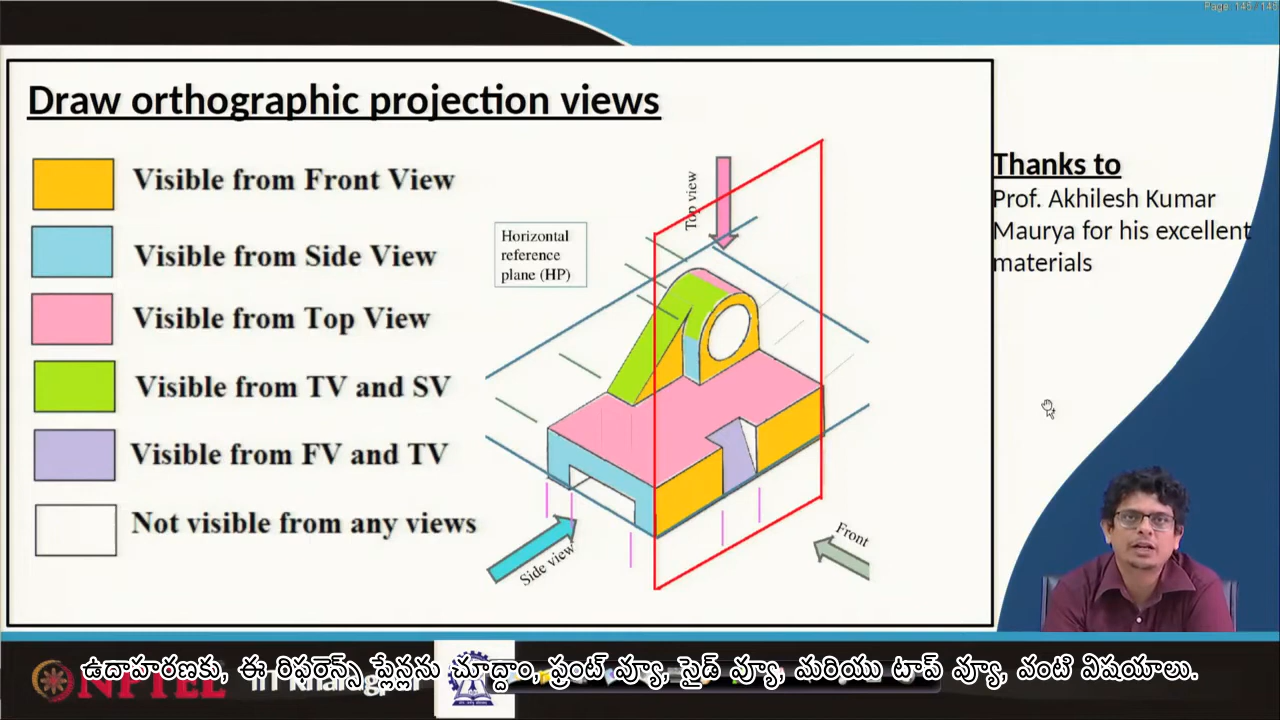 Page 146/146
Draw orthographic projection views
Visible from Front View
Visible from Side View
Visible from Top View
Visible from TV and SV
Visible from FV and TV
Not visible from any views
Top view
Horizontal
reference
plane (HP)
Side view
Front
Thanks to
Prof. Akhilesh Kumar
Maurya for his excellent
materials
NPTEL
IIT Kharagpur
ఉదాహరణకు, ఈ రిఫరెన్స్ ప్లేన్లను చూద్దాం, ఫ్రంట్ వ్యూ, సైడ్ వ్యూ, మరియు టాప్ వ్యూ, వంటి విషయాలు.